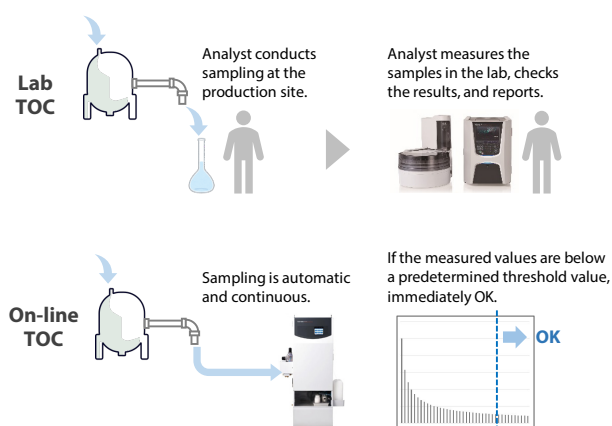 Lab
TOC
Analyst conducts
sampling at the
production site.
Analyst measures the
samples in the lab, checks
the results, and reports.
On-line
TOC
Sampling is automatic
and continuous.
If the measured values are below
a predetermined threshold value,
immediately OK.
OK